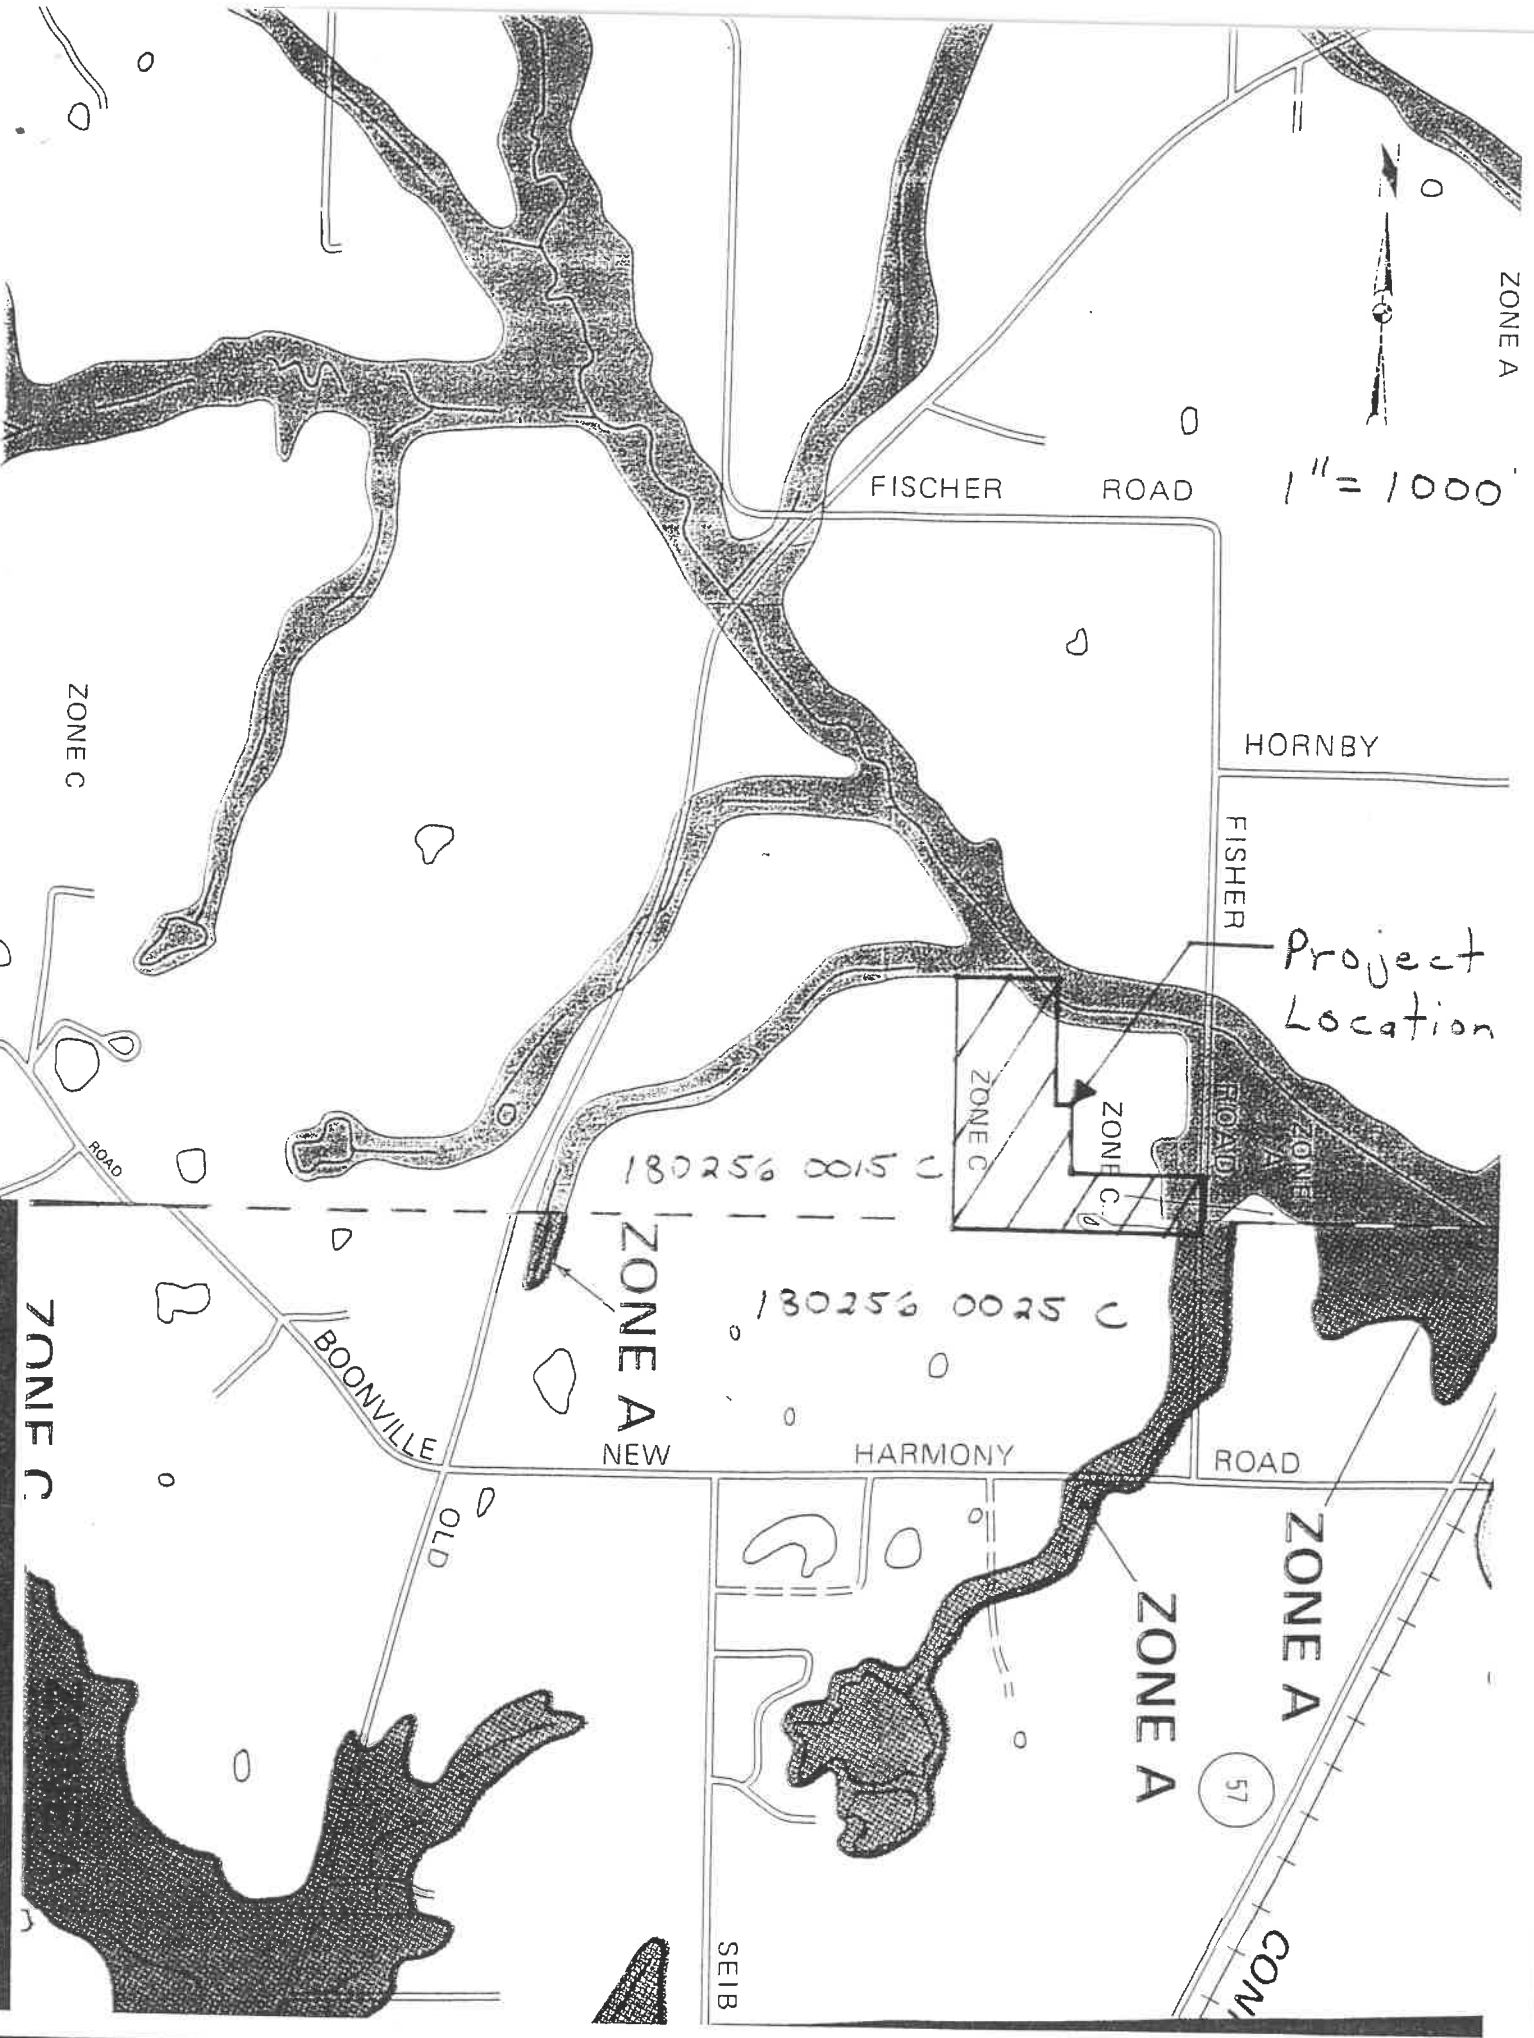 ZONE A
1" = 1000'
FISCHER ROAD
HORNBY
ZONE C
FISHER
Project
Location
ROAD
ZONE
A
ZONE C
ZONE C
ROAD
180256 0015 C
ZONE A
180256 0025 C
ZONE C
BOONVILLE
NEW HARMONY ROAD
OLD
ZONE A
ZONE A
57
SEIB